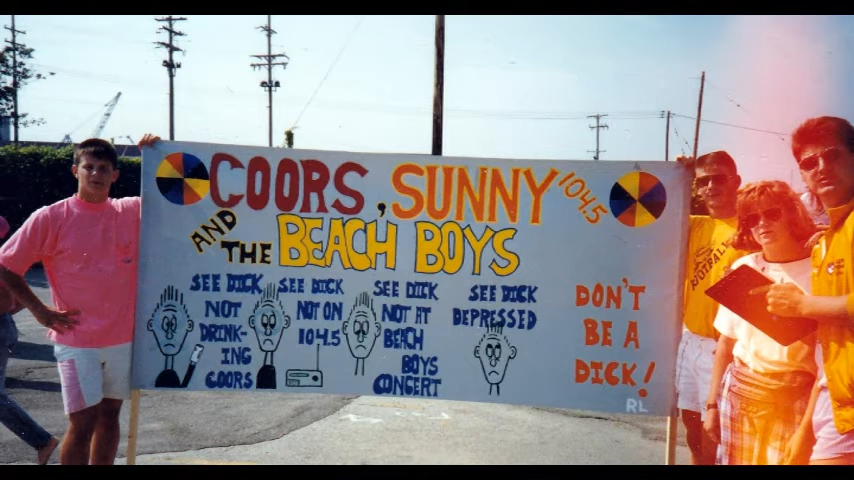 COORS, SUNNY 104.5
AND THE BEACH BOYS
SEE DICK
NOT
DRINK-
ING
COORS
SEE DICK
NOT ON
104.5
SEE DICK
NOT AT
BEACH
BOYS
CONCERT
SEE DICK
DEPRESSED
DON'T
BE A
DICK!
RL